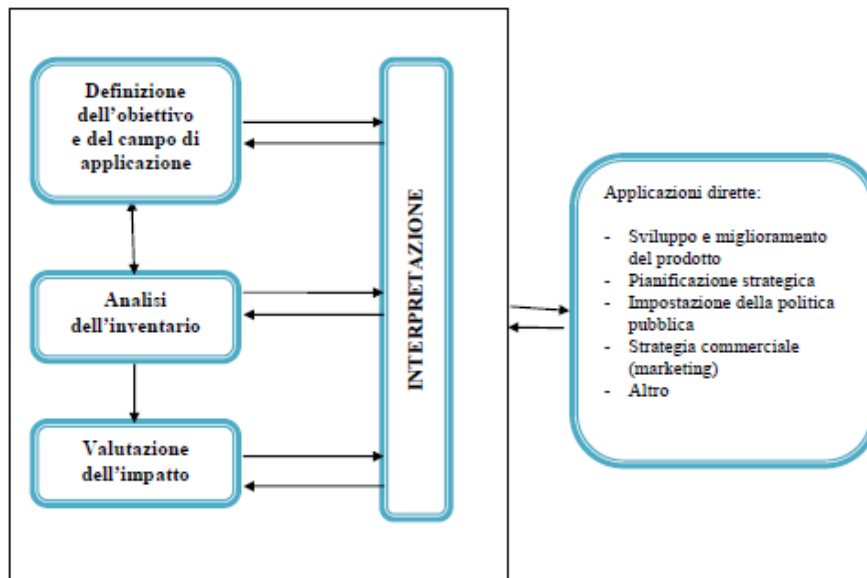 Definizione
dell'obiettivo
e del campo di
applicazione
Analisi
dell'inventario
Valutazione
dell'impatto
INTERPRETAZIONE
Applicazioni dirette:
- Sviluppo e miglioramento
del prodotto
- Pianificazione strategica
- Impostazione della politica
pubblica
- Strategia commerciale
(marketing)
- Altro